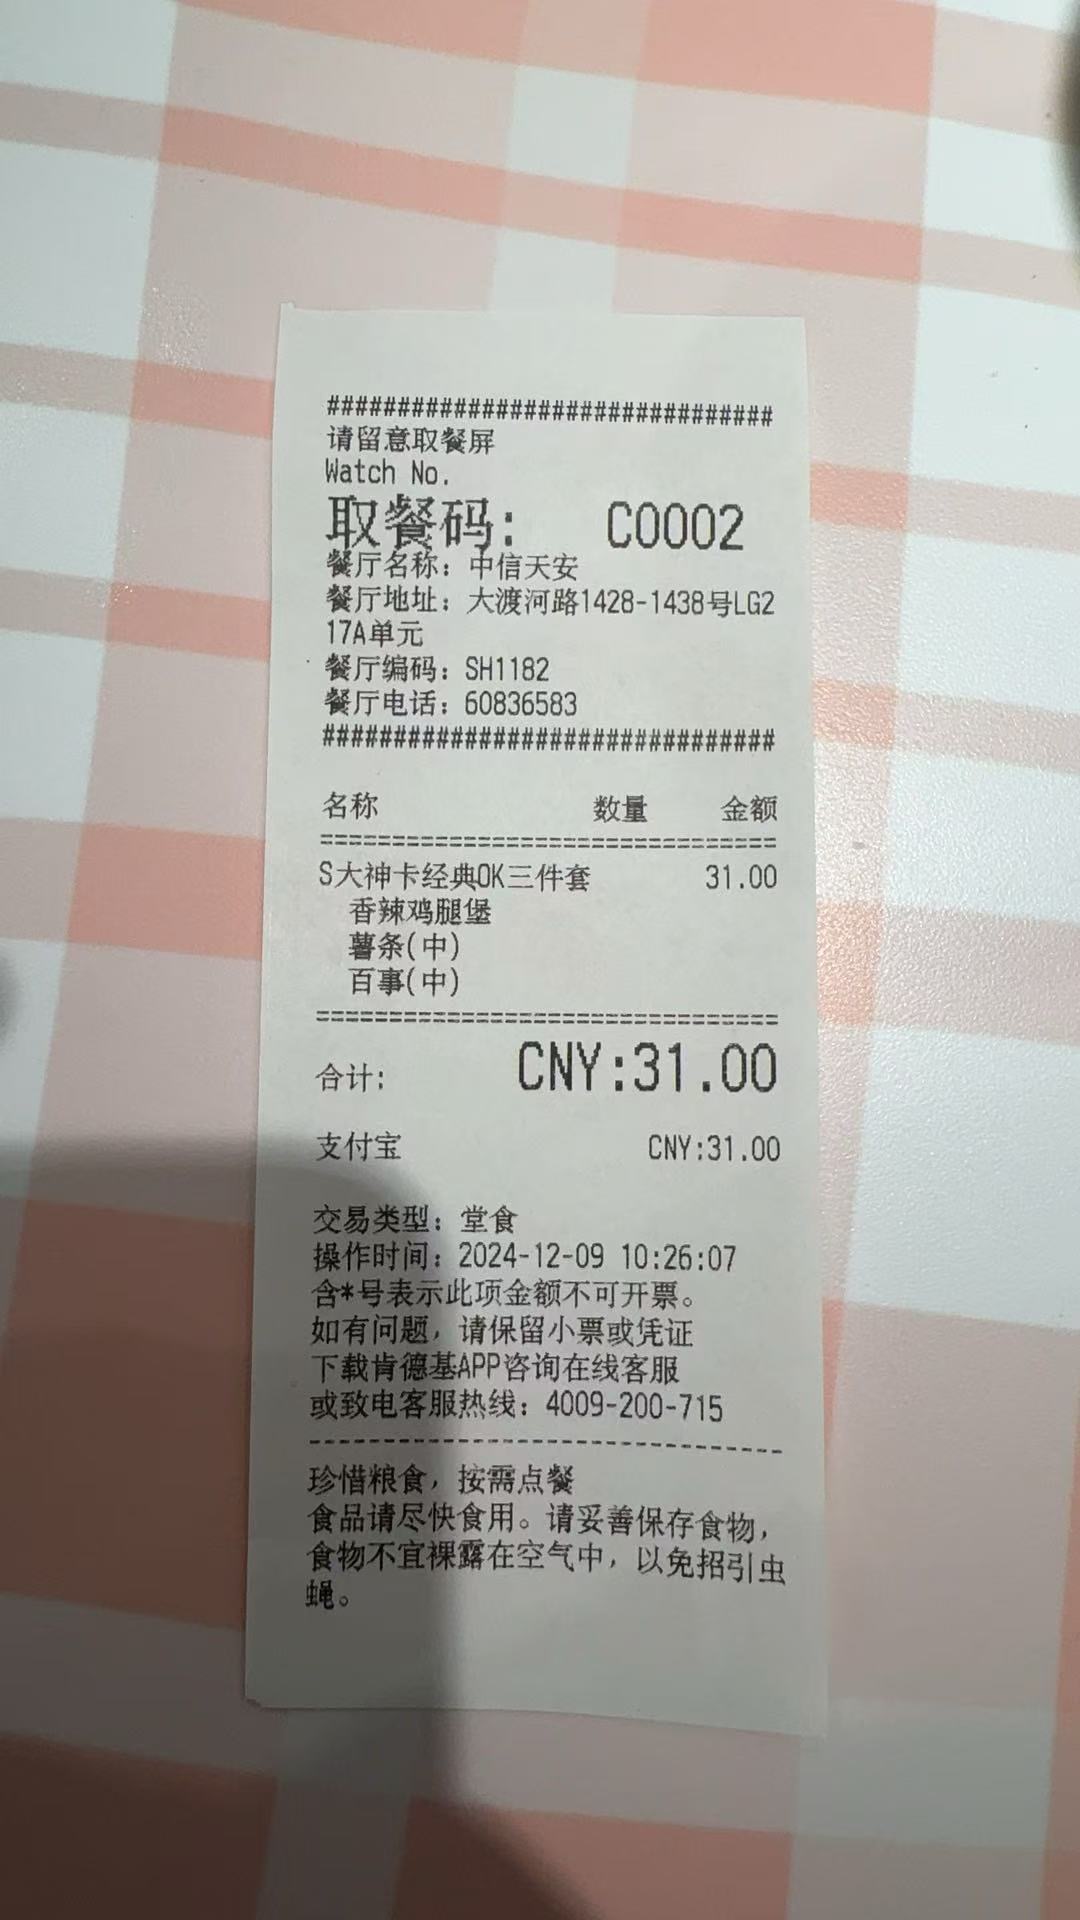 ################################
请留意取餐屏
Watch No.
取餐码: C0002
餐厅名称: 中信天安
餐厅地址: 大渡河路1428-1438号LG2
17A单元
餐厅编码: SH1182
餐厅电话: 60836583
################################
名称 数量 金额
================================
S大神卡经典OK三件套 31.00
香辣鸡腿堡
薯条(中)
百事(中)
================================
合计: CNY:31.00
支付宝 CNY:31.00
交易类型: 堂食
操作时间: 2024-12-09 10:26:07
含*号表示此项金额不可开票。
如有问题, 请保留小票或凭证
下载肯德基APP咨询在线客服
或致电客服热线: 4009-200-715
--------------------------------
珍惜粮食, 按需点餐
食品请尽快食用。请妥善保存食物,
食物不宜裸露在空气中, 以免招引虫
蝇。